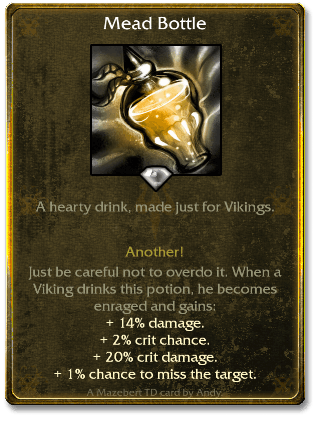 Mead Bottle
A hearty drink, made just for Vikings.
Another!
Just be careful not to overdo it. When a
Viking drinks this potion, he becomes
enraged and gains:
+ 14% damage.
+ 2% crit chance.
+ 20% crit damage.
+ 1% chance to miss the target.
A Mazebert TD card by Andy.